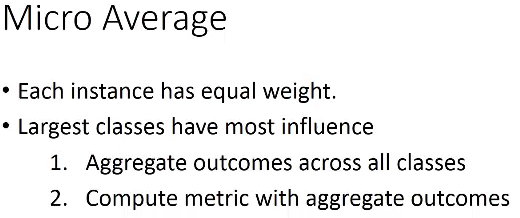 Micro Average
• Each instance has equal weight.
• Largest classes have most influence
1. Aggregate outcomes across all classes
2. Compute metric with aggregate outcomes